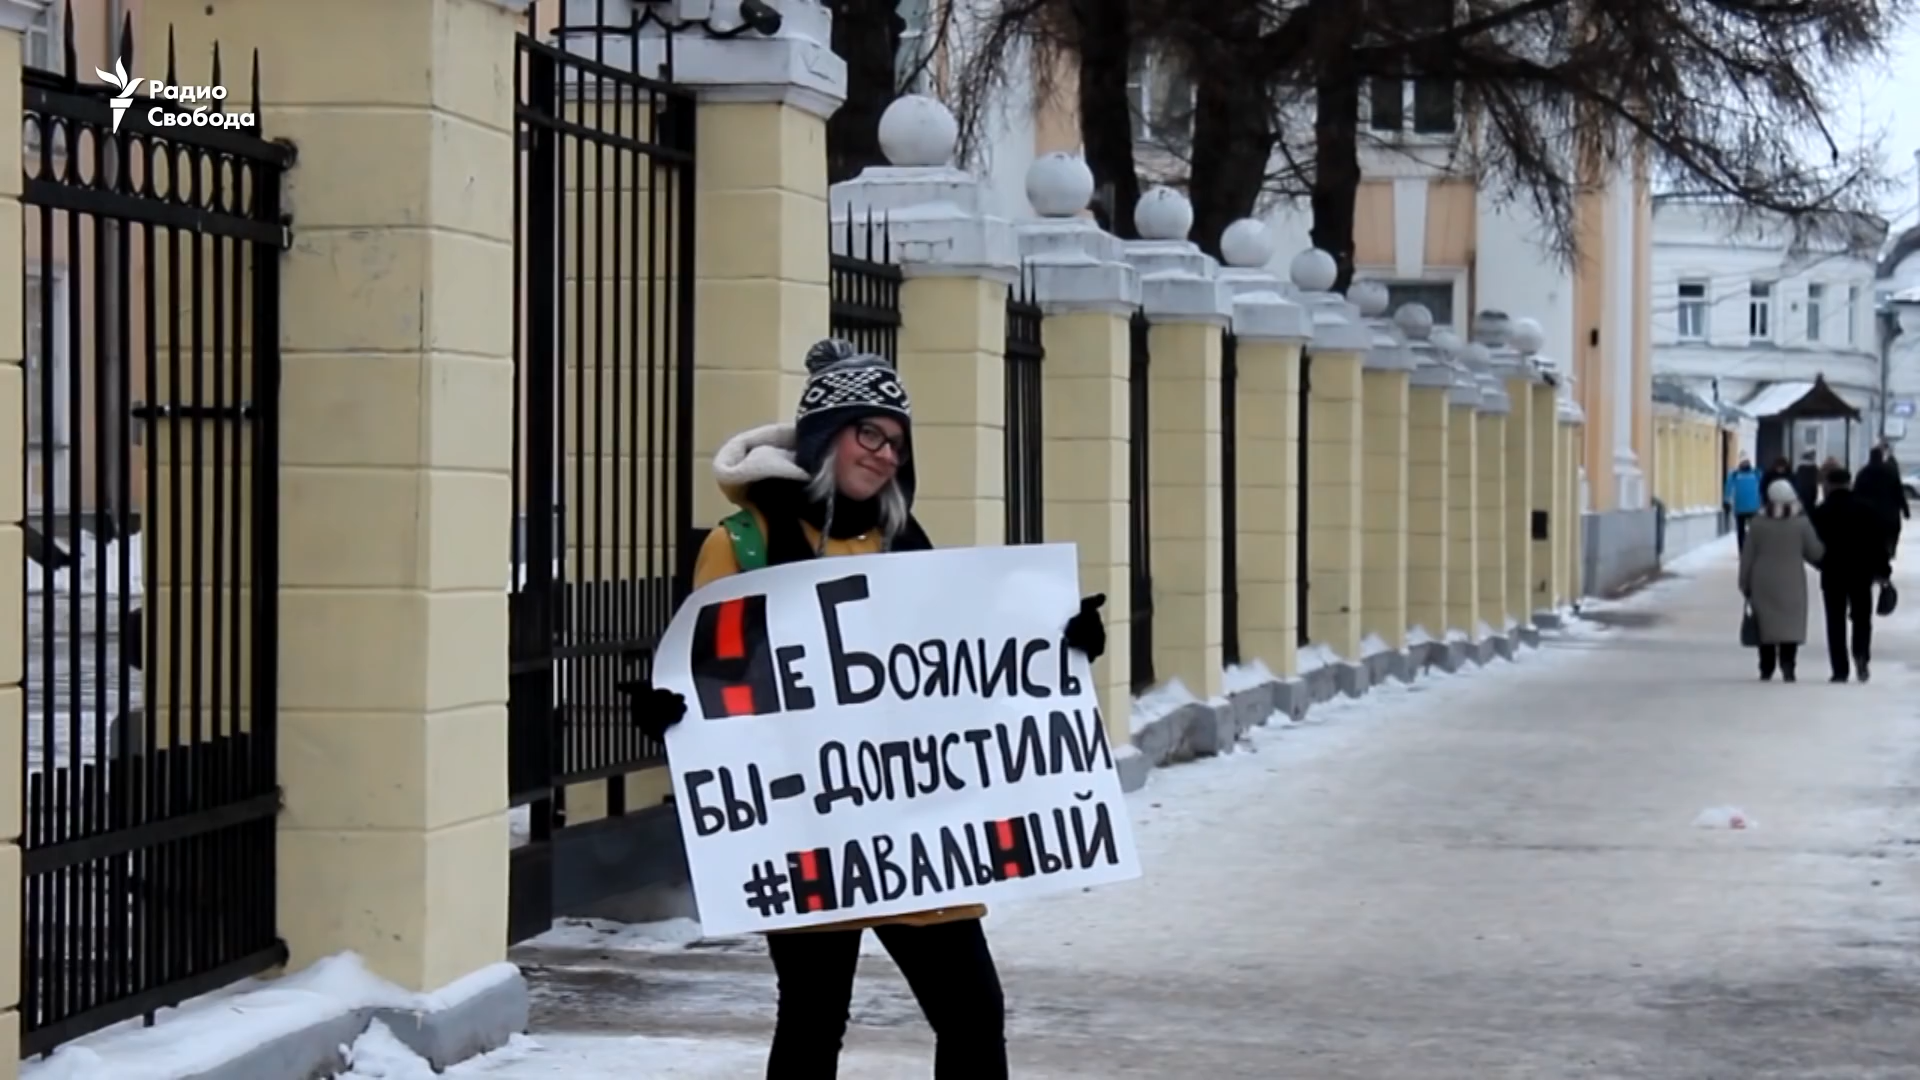 Радио
Свобода
Не Боялись
бы-допустили
#Навальный